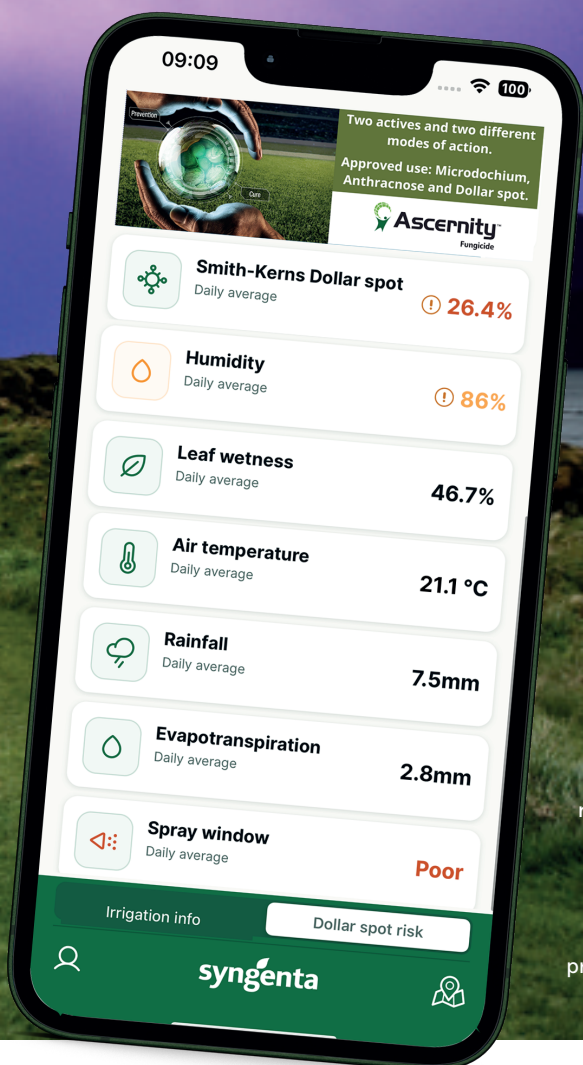 09:09
100
Prevention
Cure
Two actives and two different
modes of action.
Approved use: Microdochium,
Anthracnose and Dollar spot.
Ascernity™
Fungicide
Smith-Kerns Dollar spot
Daily average
26.4%
Humidity
Daily average
86%
Leaf wetness
Daily average
46.7%
Air temperature
Daily average
21.1 °C
Rainfall
Daily average
7.5mm
Evapotranspiration
Daily average
2.8mm
Spray window
Daily average
Poor
Irrigation info
Dollar spot risk
syngenta